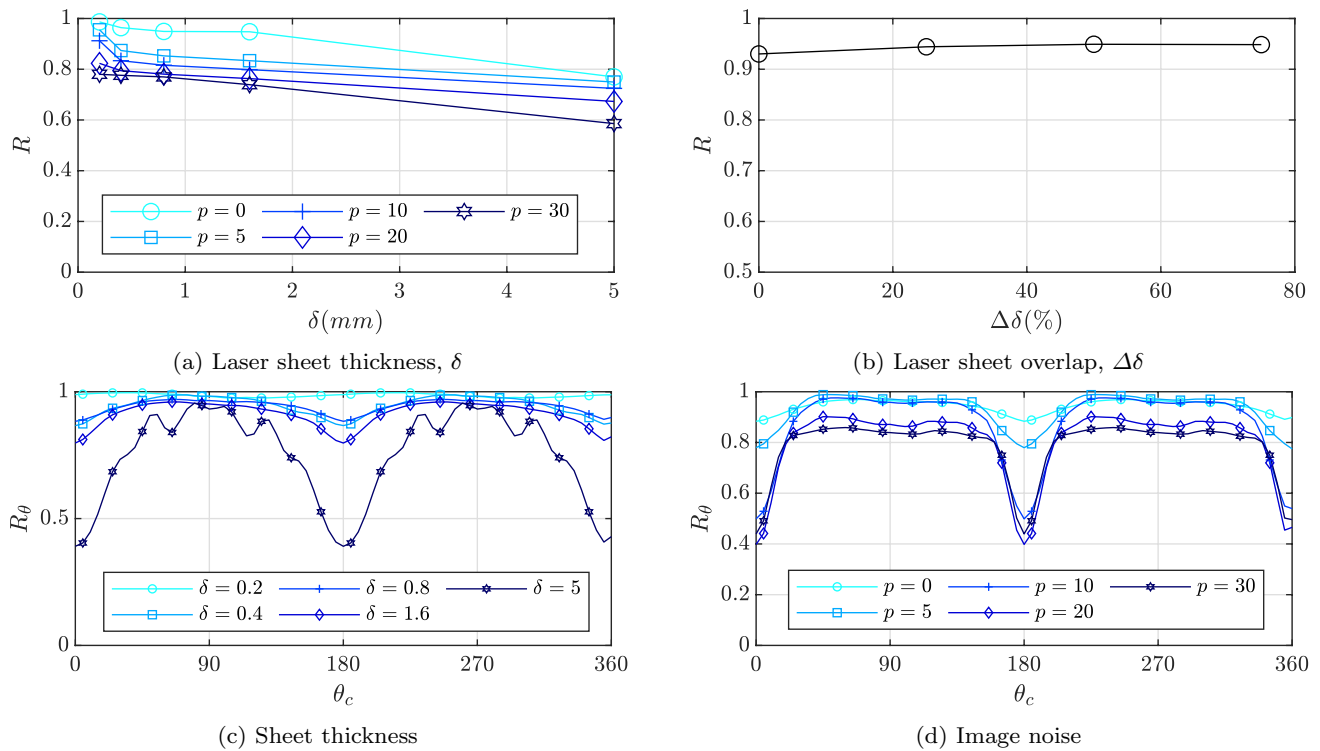 1
0.8
0.6
0.4
0.2
0
R
0 1 2 3 4 5
δ(mm)
p = 0 p = 10 p = 30
p = 5 p = 20
(a) Laser sheet thickness, δ
1
0.9
0.8
0.7
0.6
0.5
R
0 20 40 60 80
Δδ(%)
(b) Laser sheet overlap, Δδ
1
0.5
0
R_θ
0 90 180 270 360
θ_c
δ = 0.2 δ = 0.8 δ = 5
δ = 0.4 δ = 1.6
(c) Sheet thickness
1
0.8
0.6
0.4
0.2
0
R_θ
0 90 180 270 360
θ_c
p = 0 p = 10 p = 30
p = 5 p = 20
(d) Image noise